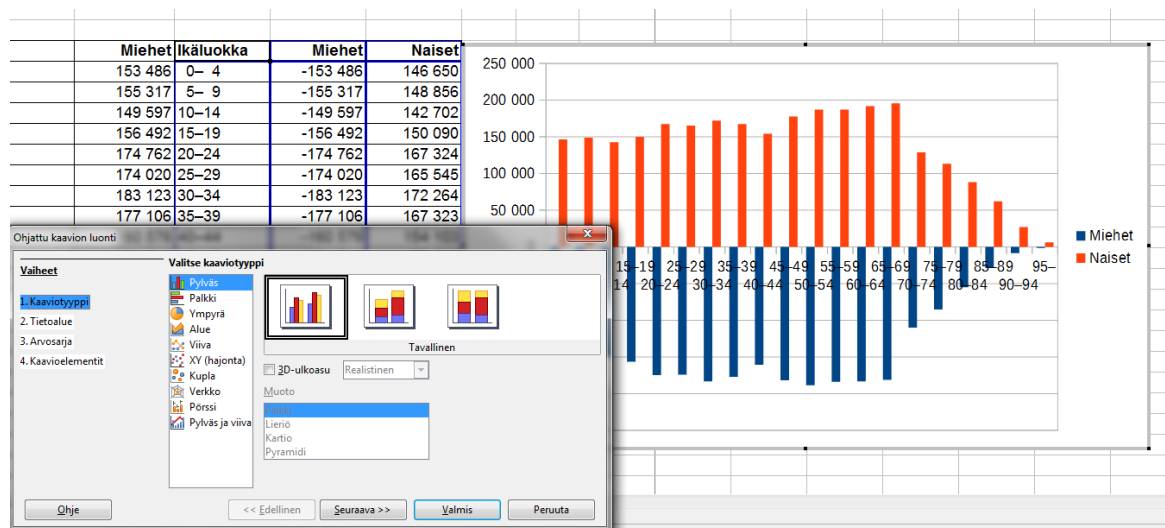 Miehet Ikäluokka Miehet Naiset
153 486 0– 4 -153 486 146 650
155 317 5– 9 -155 317 148 856
149 597 10–14 -149 597 142 702
156 492 15–19 -156 492 150 090
174 762 20–24 -174 762 167 324
174 020 25–29 -174 020 165 545
183 123 30–34 -183 123 172 264
177 106 35–39 -177 106 167 323
Ohjattu kaavion luonti
Vaiheet
1. Kaaviotyyppi
2. Tietoalue
3. Arvosarja
4. Kaavioelementit
Valitse kaaviotyyppi
Pylväs
Palkki
Ympyrä
Alue
Viiva
XY (hajonta)
Kupla
Verkko
Pörssi
Pylväs ja viiva
Tavallinen
3D-ulkoasu Realistinen
Muoto
Lieriö
Kartio
Pyramidi
Ohje << Edellinen Seuraava >> Valmis Peruuta
250 000
200 000
150 000
100 000
50 000
15–19 25–29 35–39 45–49 55–59 65–69 75–79 85–89 95–
14 20–24 30–34 40–44 50–54 60–64 70–74 80–84 90–94
Miehet
Naiset